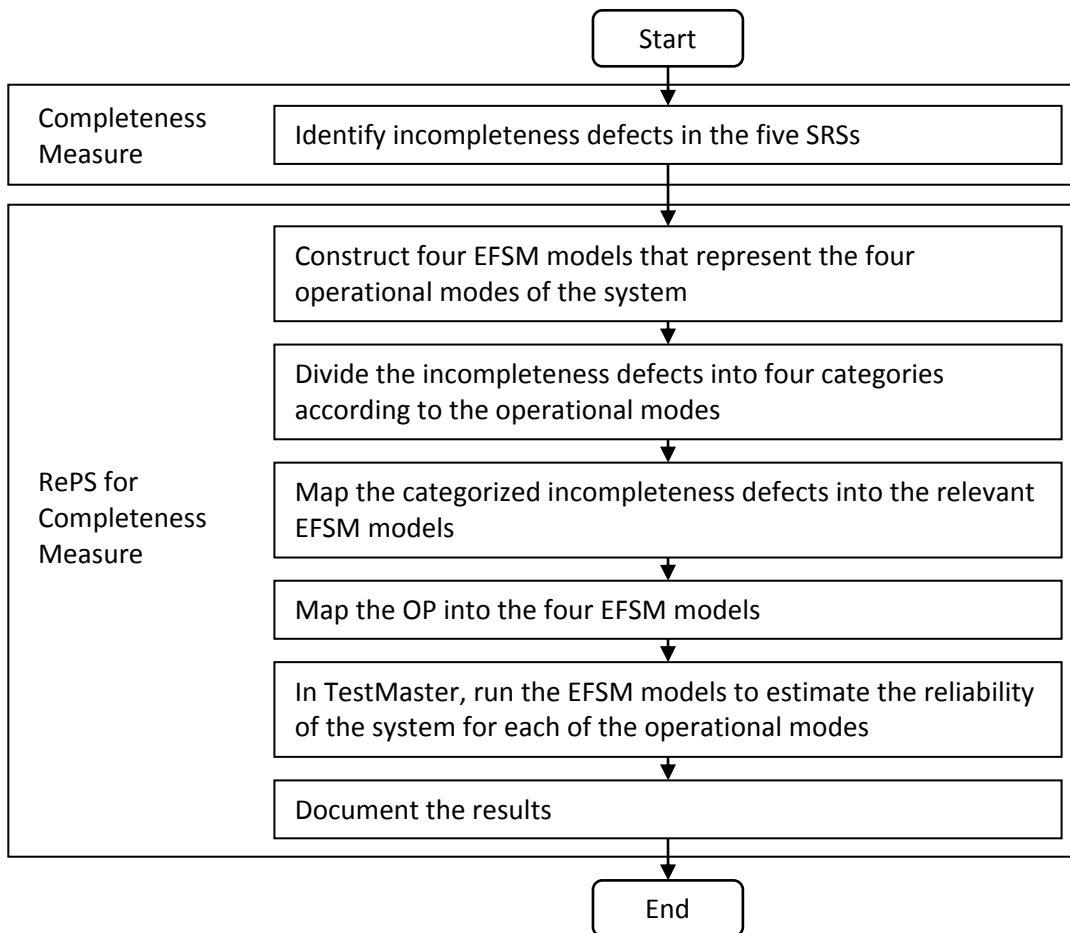 Start
Completeness
Measure
Identify incompleteness defects in the five SRSs
Construct four EFSM models that represent the four
operational modes of the system
Divide the incompleteness defects into four categories
according to the operational modes
RePS for
Completeness
Measure
Map the categorized incompleteness defects into the relevant
EFSM models
Map the OP into the four EFSM models
In TestMaster, run the EFSM models to estimate the reliability
of the system for each of the operational modes
Document the results
End